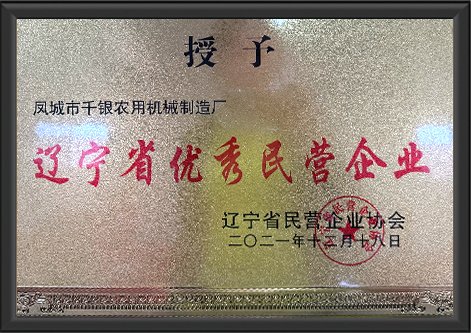 授予
凤城市千银农用机械制造厂
辽宁省优秀民营企业
辽宁省民营企业协会
二〇二一年十二月十八日